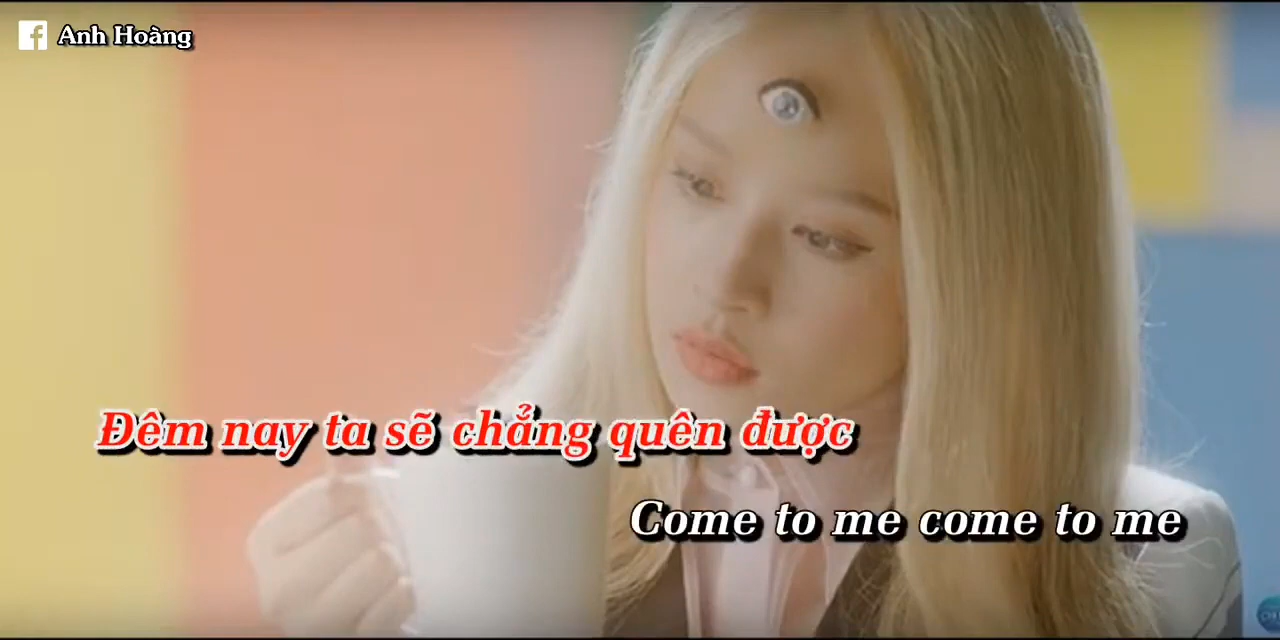 Anh Hoàng
Đêm nay ta sẽ chẳng quên được
Come to me come to me